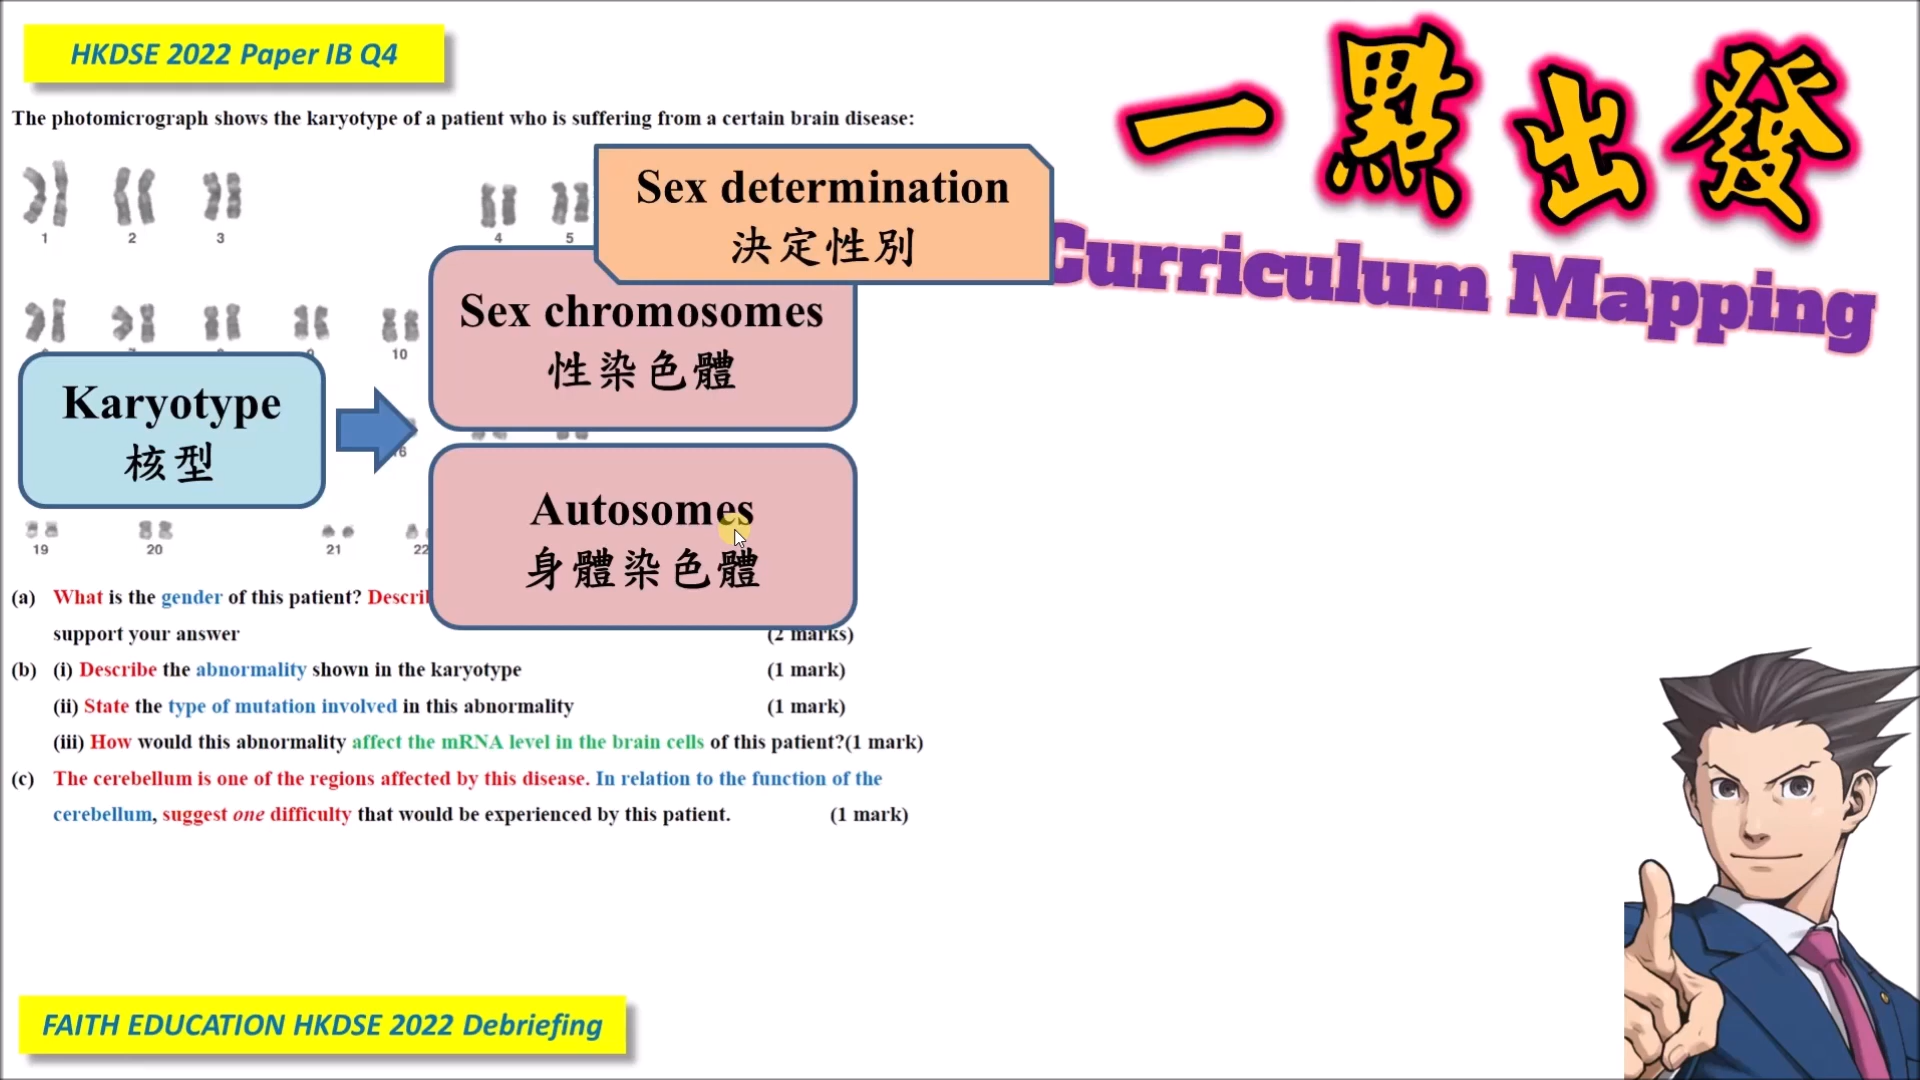 HKDSE 2022 Paper IB Q4
一點出發
Curriculum Mapping
The photomicrograph shows the karyotype of a patient who is suffering from a certain brain disease:
Sex determination
決定性別
1 2 3 4 5
Sex chromosomes
性染色體
10
Karyotype
核型
Autosomes
身體染色體
19 20 21 22
(a) What is the gender of this patient?
support your answer (2 marks)
(b) (i) Describe the abnormality shown in the karyotype (1 mark)
(ii) State the type of mutation involved in this abnormality (1 mark)
(iii) How would this abnormality affect the mRNA level in the brain cells of this patient?(1 mark)
(c) The cerebellum is one of the regions affected by this disease. In relation to the function of the
cerebellum, suggest one difficulty that would be experienced by this patient. (1 mark)
FAITH EDUCATION HKDSE 2022 Debriefing